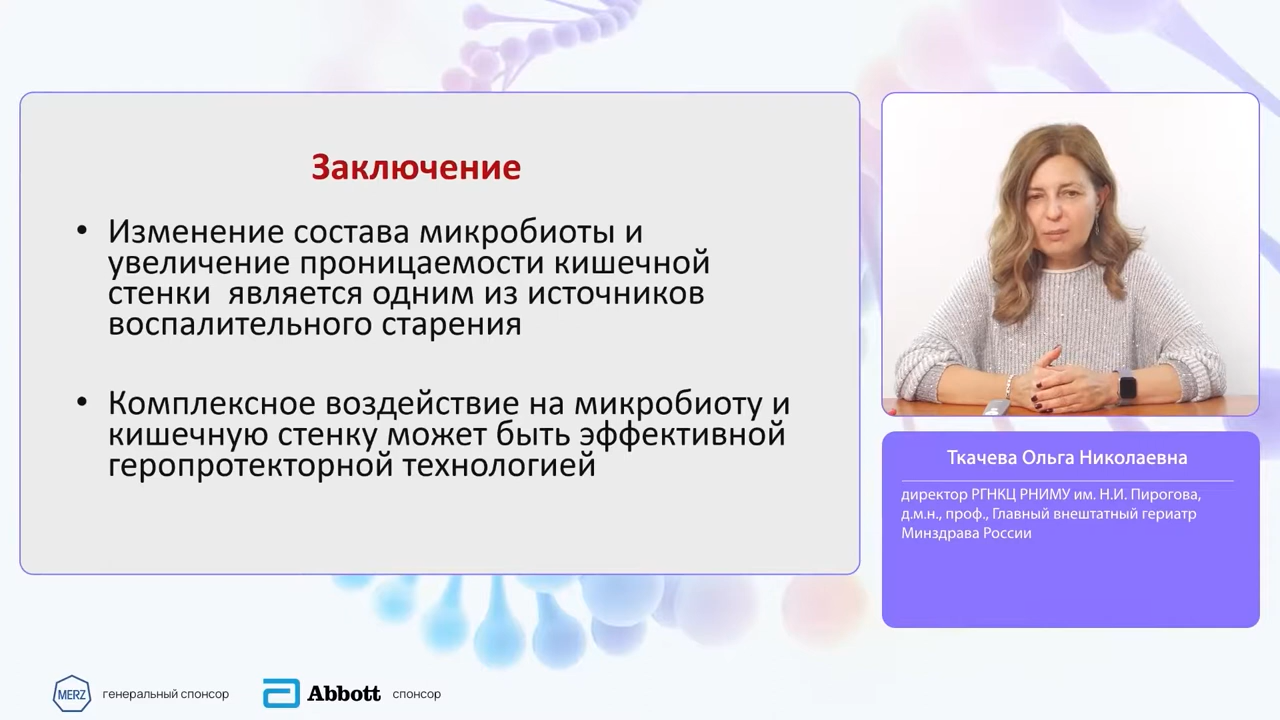 Заключение
• Изменение состава микробиоты и
увеличение проницаемости кишечной
стенки  является одним из источников
воспалительного старения
• Комплексное воздействие на микробиоту и
кишечную стенку может быть эффективной
геропротекторной технологией
Ткачева Ольга Николаевна
директор РГНКЦ РНИМУ им. Н.И. Пирогова,
д.м.н., проф., Главный внештатный гериатр
Минздрава России
MERZ генеральный спонсор
Abbott спонсор